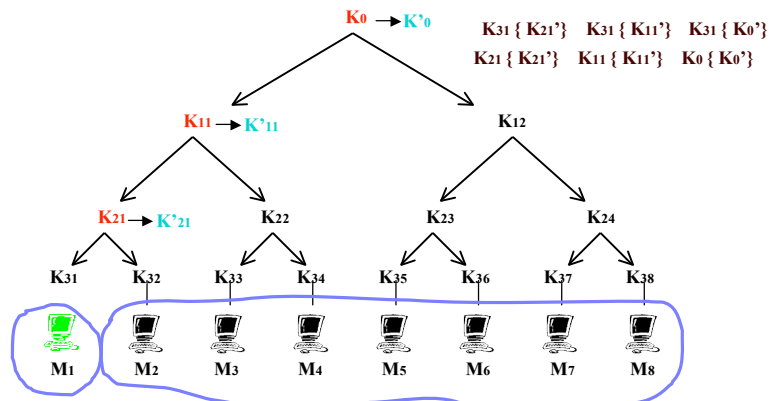 K0 K'0
K31 { K21'} K31 { K11'} K31 { K0'}
K21 { K21'} K11 { K11'} K0 { K0'}
K11 K'11 K12
K21 K'21 K22 K23 K24
K31 K32 K33 K34 K35 K36 K37 K38
M1 M2 M3 M4 M5 M6 M7 M8